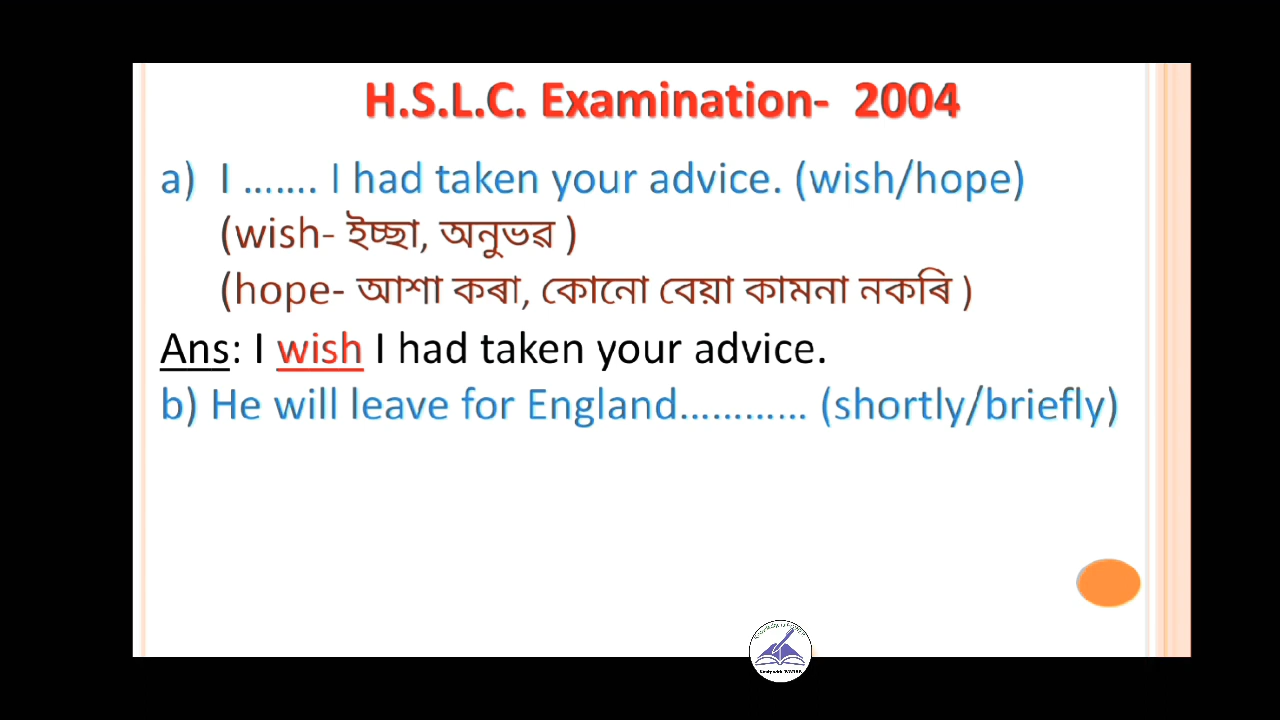 H.S.L.C. Examination- 2004
a) I ....... I had taken your advice. (wish/hope)
(wish- ইচ্ছা, অনুভৱ )
(hope- আশা কৰা, কোনো বেয়া কামনা নকৰি )
Ans: I wish I had taken your advice.
b) He will leave for England............ (shortly/briefly)